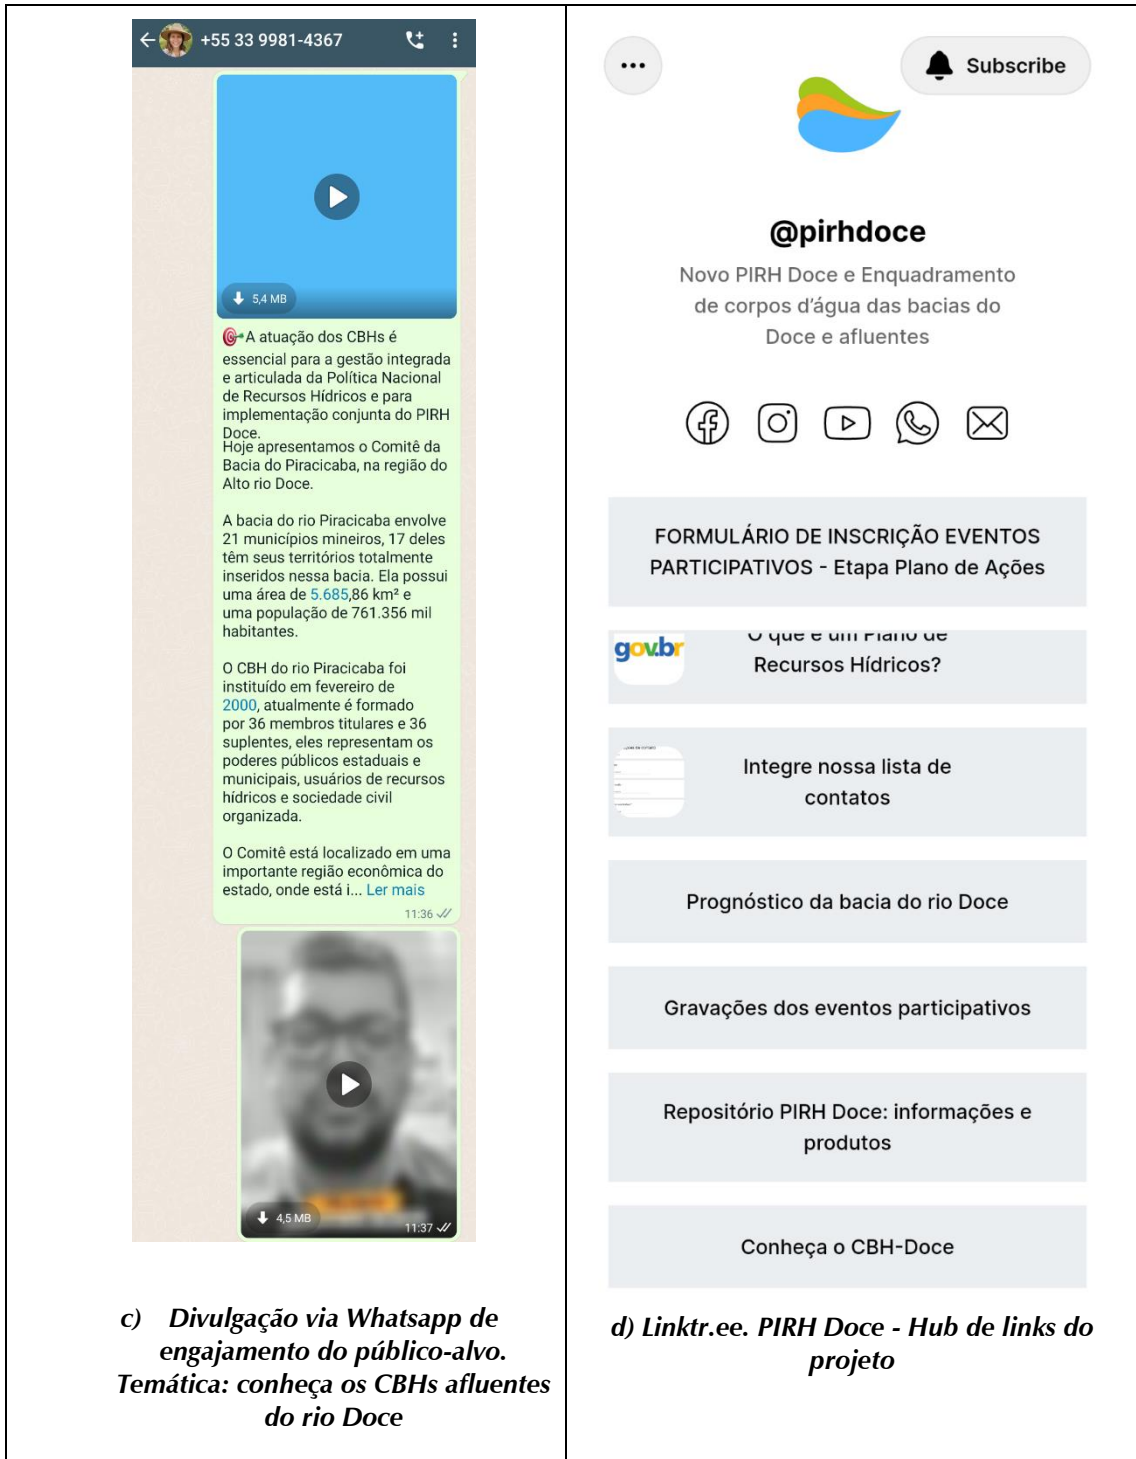 +55 33 9981-4367
5,4 MB
A atuação dos CBHs é
essencial para a gestão integrada
e articulada da Política Nacional
de Recursos Hídricos e para
implementação conjunta do PIRH
Doce.
Hoje apresentamos o Comitê da
Bacia do Piracicaba, na região do
Alto rio Doce.
A bacia do rio Piracicaba envolve
21 municípios mineiros, 17 deles
têm seus territórios totalmente
inseridos nessa bacia. Ela possui
uma área de 5.685,86 km² e
uma população de 761.356 mil
habitantes.
O CBH do rio Piracicaba foi
instituído em fevereiro de
2000, atualmente é formado
por 36 membros titulares e 36
suplentes, eles representam os
poderes públicos estaduais e
municipais, usuários de recursos
hídricos e sociedade civil
organizada.
O Comitê está localizado em uma
importante região econômica do
estado, onde está i... Ler mais
11:36
4,5 MB
11:37
c) Divulgação via Whatsapp de
engajamento do público-alvo.
Temática: conheça os CBHs afluentes
do rio Doce
Subscribe
@pirhdoce
Novo PIRH Doce e Enquadramento
de corpos d’água das bacias do
Doce e afluentes
FORMULÁRIO DE INSCRIÇÃO EVENTOS
PARTICIPATIVOS - Etapa Plano de Ações
gov.br
O que é um Plano de
Recursos Hídricos?
Integre nossa lista de
contatos
Prognóstico da bacia do rio Doce
Gravações dos eventos participativos
Repositório PIRH Doce: informações e
produtos
Conheça o CBH-Doce
d) Linktr.ee. PIRH Doce - Hub de links do
projeto